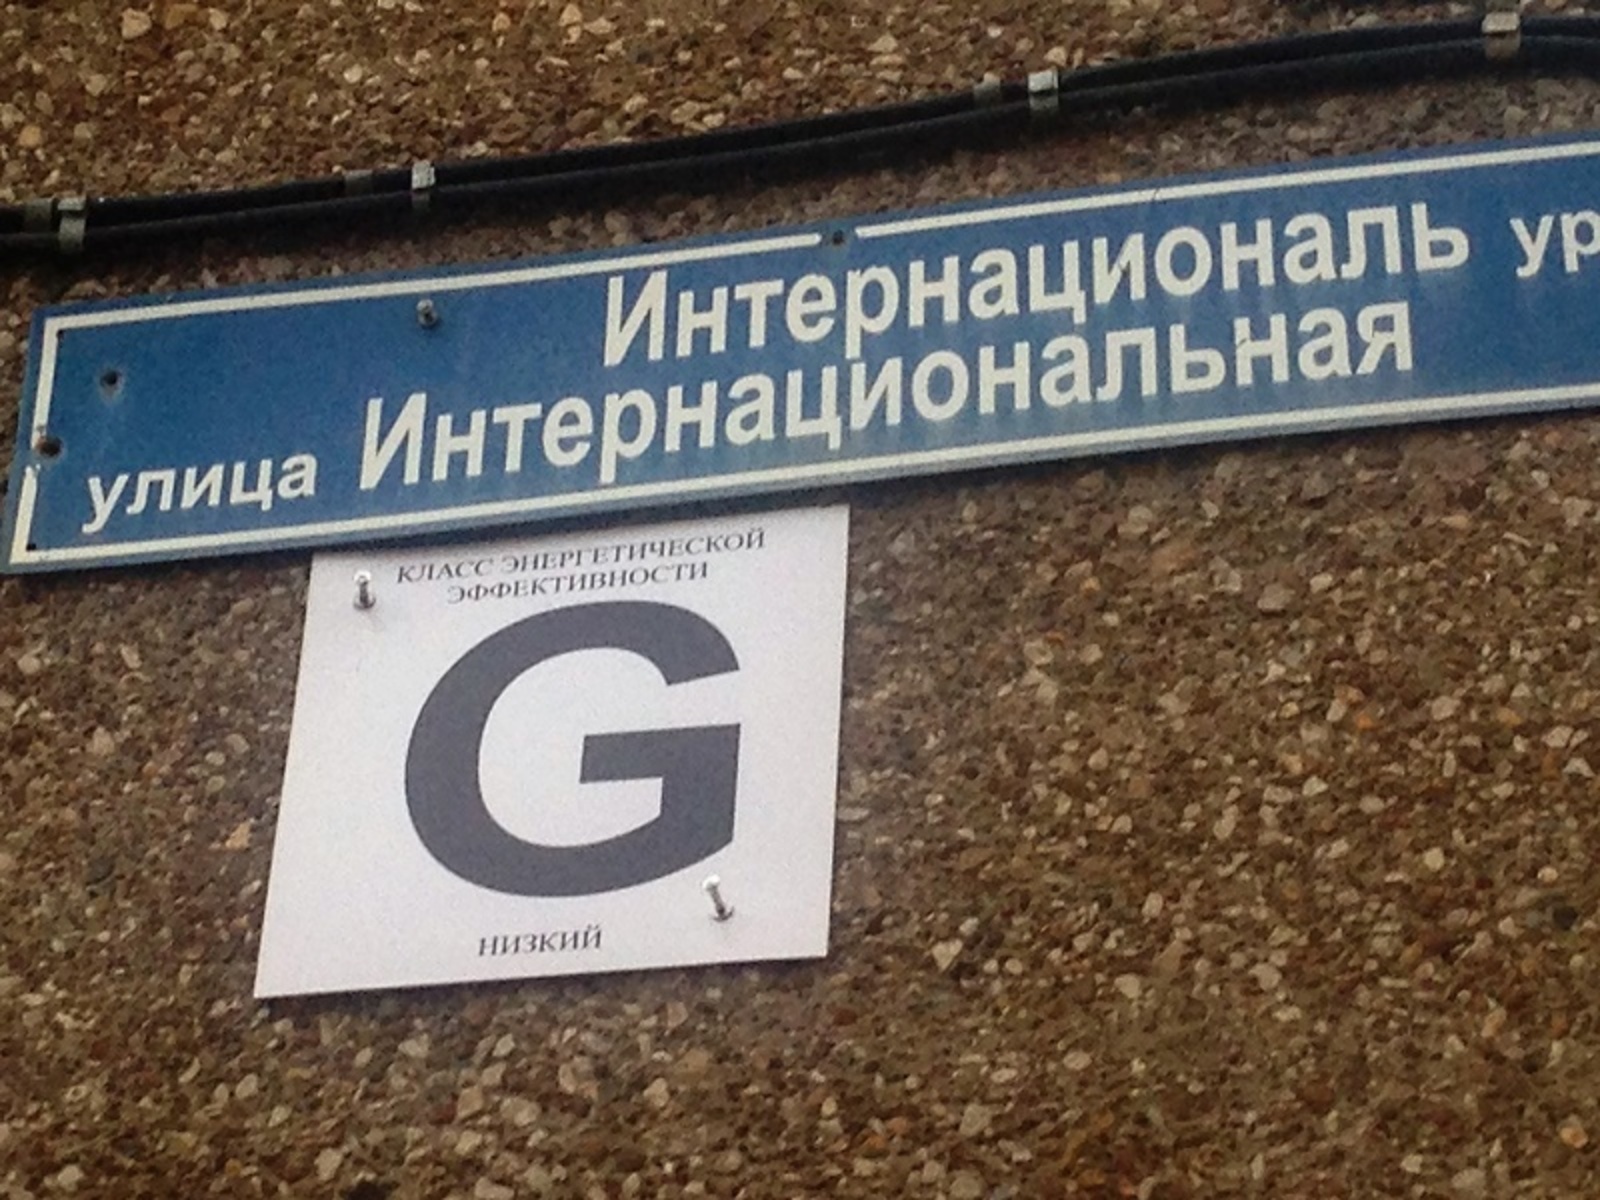 Интернациональ ур
улица Интернациональная
КЛАСС ЭНЕРГЕТИЧЕСКОЙ
ЭФФЕКТИВНОСТИ
G
НИЗКИЙ